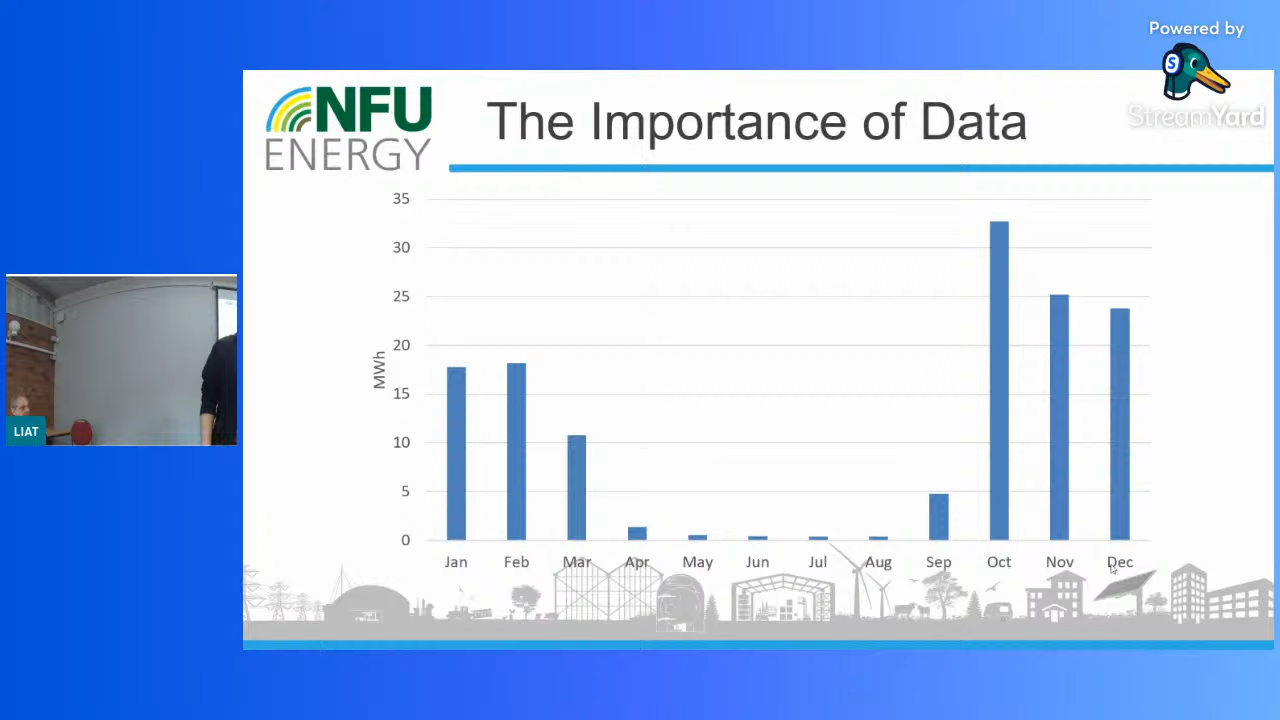 Powered by
StreamYard
NFU
ENERGY
The Importance of Data
35
30
25
20
15
10
5
0
MWh
Jan Feb Mar Apr May Jun Jul Aug Sep Oct Nov Dec
LIAT